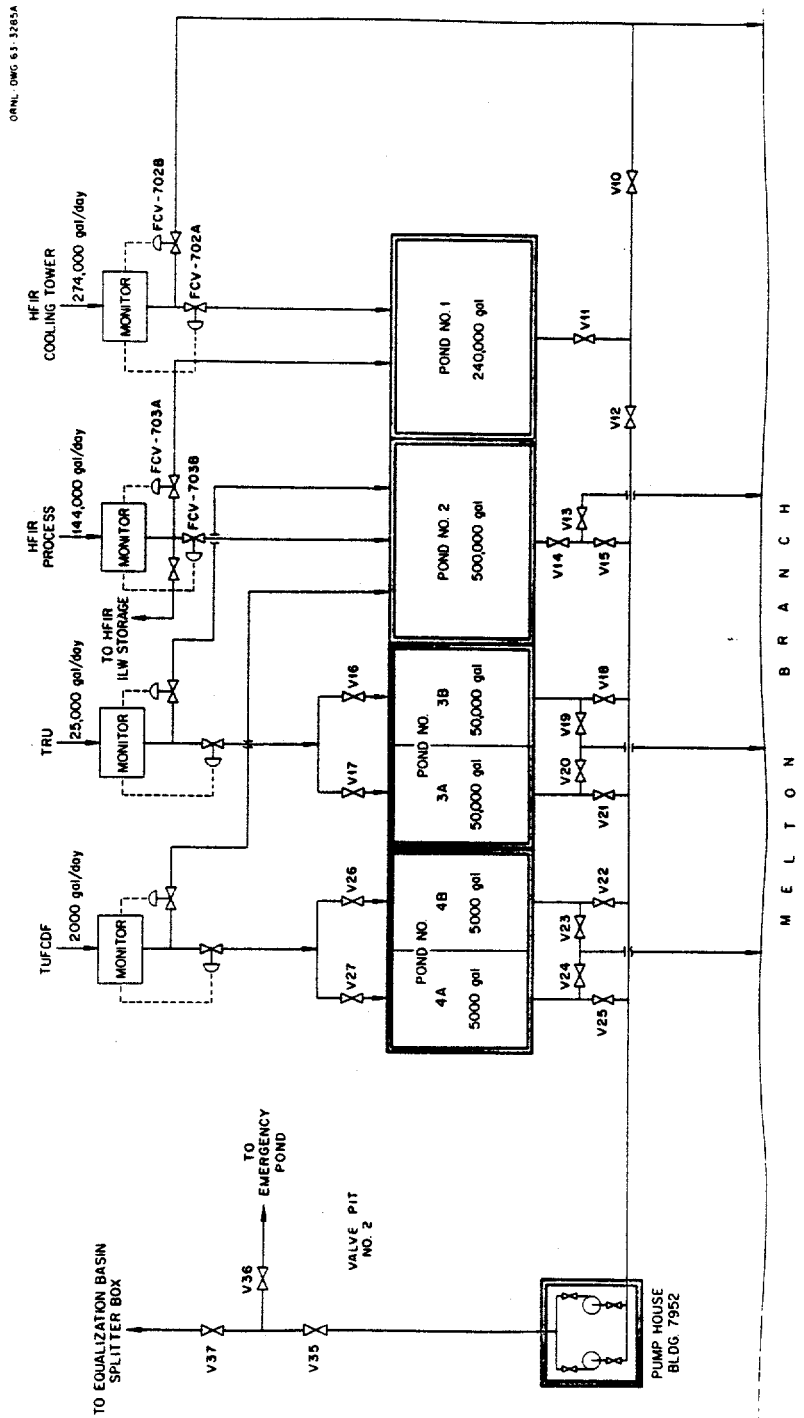 ORNL-DWG 63-3285A
HFIR
COOLING TOWER
274,000 gal/day
MONITOR
FCV-702B
FCV-702A
HFIR
PROCESS
144,000 gal/day
MONITOR
FCV-703A
FCV-703B
TO HFIR
ILW STORAGE
TRU
25,000 gal/day
MONITOR
V16
V17
TUFCDF
2000 gal/day
MONITOR
V26
V27
POND NO. 1
240,000 gal
POND NO. 2
500,000 gal
POND NO.
3A 3B
50,000 gal 50,000 gal
POND NO.
4A 4B
5000 gal 5000 gal
V10
V11
V12
V13
V14
V15
V18
V19
V20
V21
V22
V23
V24
V25
TO EQUALIZATION BASIN
SPLITTER BOX
V37
V36
V35
TO
EMERGENCY
POND
VALVE PIT
NO. 2
PUMP HOUSE
BLDG. 7952
MELTON BRANCH